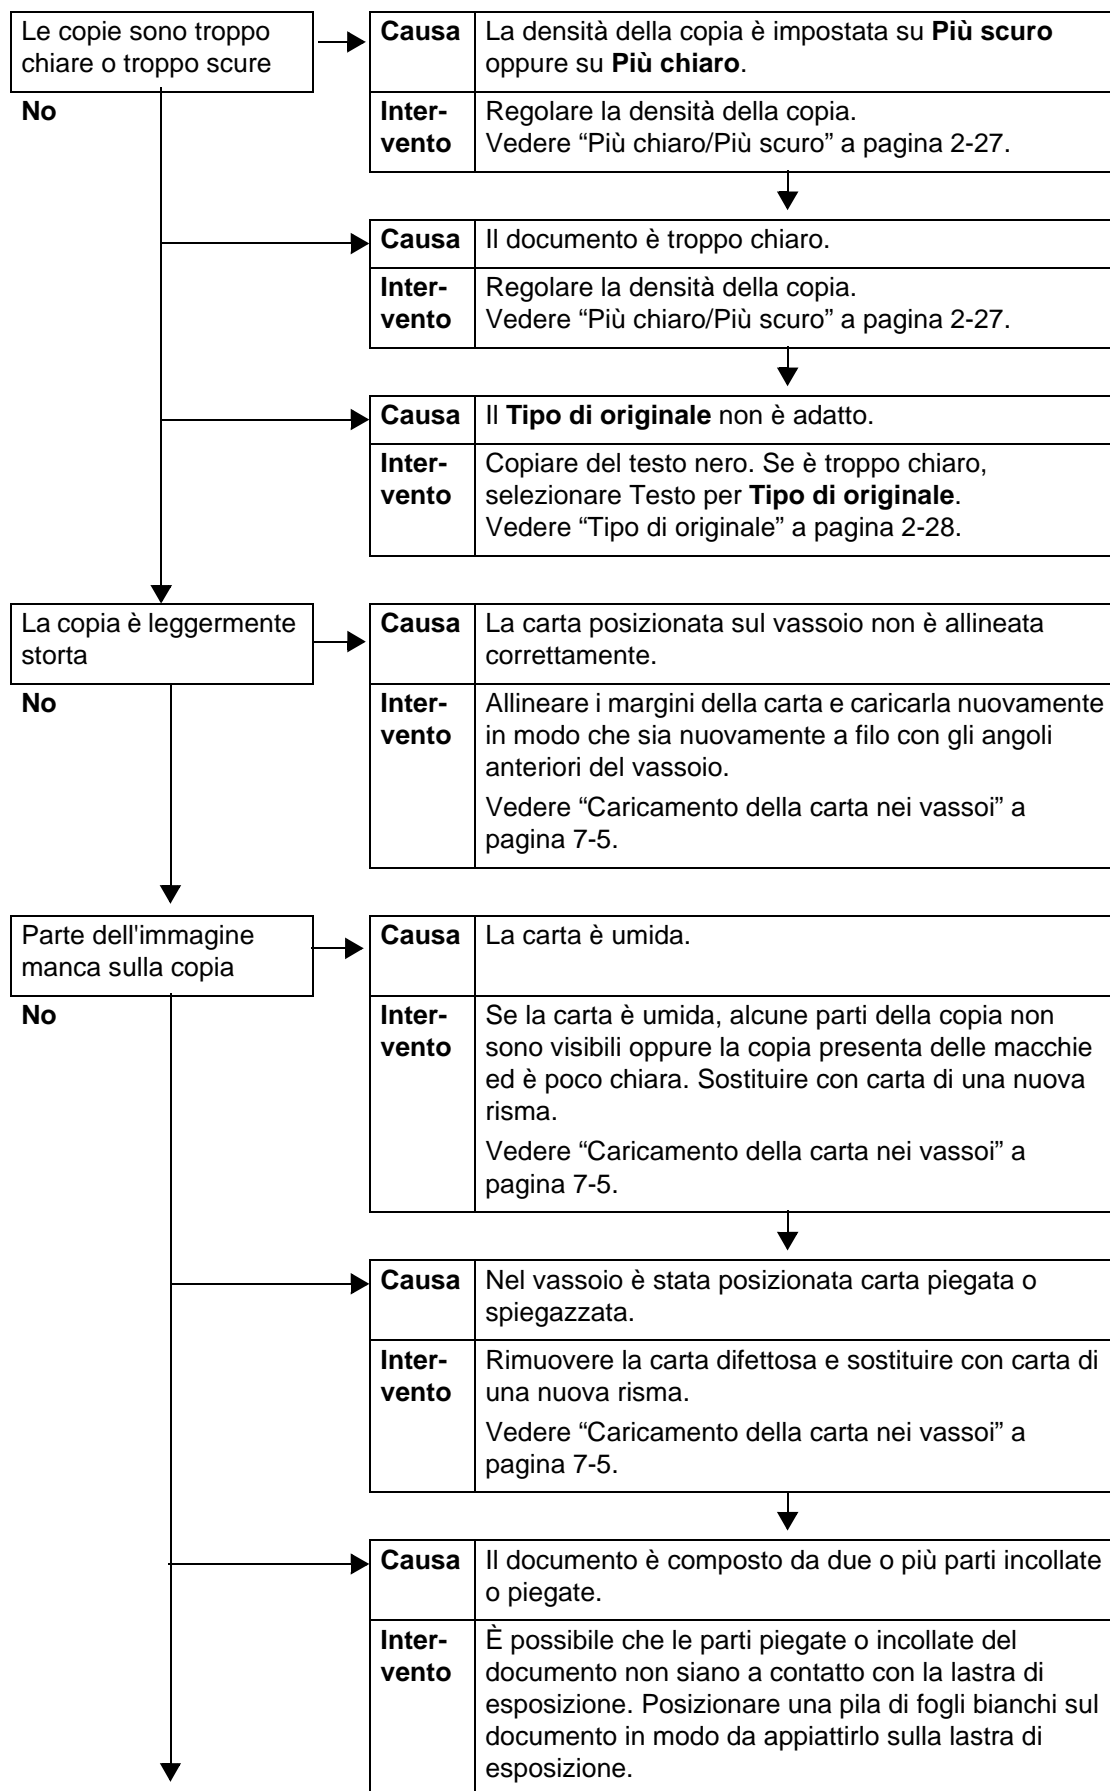 Le copie sono troppo
chiare o troppo scure
Causa
La densità della copia è impostata su Più scuro
oppure su Più chiaro.
No
Inter-
vento
Regolare la densità della copia.
Vedere “Più chiaro/Più scuro” a pagina 2-27.
Causa
Il documento è troppo chiaro.
Inter-
vento
Regolare la densità della copia.
Vedere “Più chiaro/Più scuro” a pagina 2-27.
Causa
Il Tipo di originale non è adatto.
Inter-
vento
Copiare del testo nero. Se è troppo chiaro,
selezionare Testo per Tipo di originale.
Vedere “Tipo di originale” a pagina 2-28.
La copia è leggermente
storta
Causa
La carta posizionata sul vassoio non è allineata
correttamente.
No
Inter-
vento
Allineare i margini della carta e caricarla nuovamente
in modo che sia nuovamente a filo con gli angoli
anteriori del vassoio.
Vedere “Caricamento della carta nei vassoi” a
pagina 7-5.
Parte dell'immagine
manca sulla copia
Causa
La carta è umida.
No
Inter-
vento
Se la carta è umida, alcune parti della copia non
sono visibili oppure la copia presenta delle macchie
ed è poco chiara. Sostituire con carta di una nuova
risma.
Vedere “Caricamento della carta nei vassoi” a
pagina 7-5.
Causa
Nel vassoio è stata posizionata carta piegata o
spiegazzata.
Inter-
vento
Rimuovere la carta difettosa e sostituire con carta di
una nuova risma.
Vedere “Caricamento della carta nei vassoi” a
pagina 7-5.
Causa
Il documento è composto da due o più parti incollate
o piegate.
Inter-
vento
È possibile che le parti piegate o incollate del
documento non siano a contatto con la lastra di
esposizione. Posizionare una pila di fogli bianchi sul
documento in modo da appiattirlo sulla lastra di
esposizione.